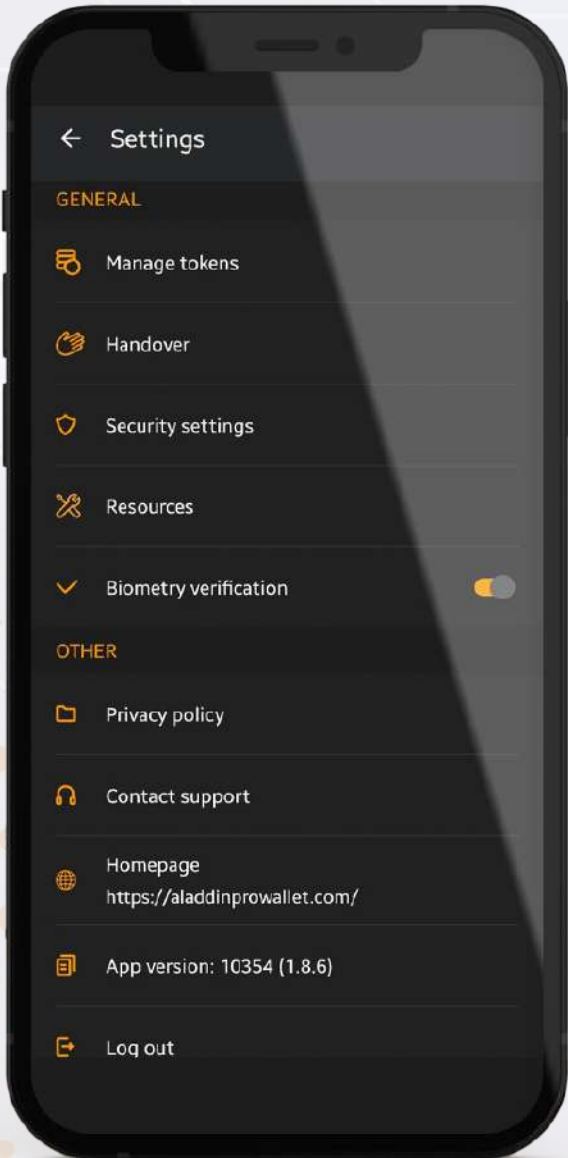 Settings
GENERAL
Manage tokens
Handover
Security settings
Resources
Biometry verification
OTHER
Privacy policy
Contact support
Homepage
https://aladdinprowallet.com/
App version: 10354 (1.8.6)
Log out